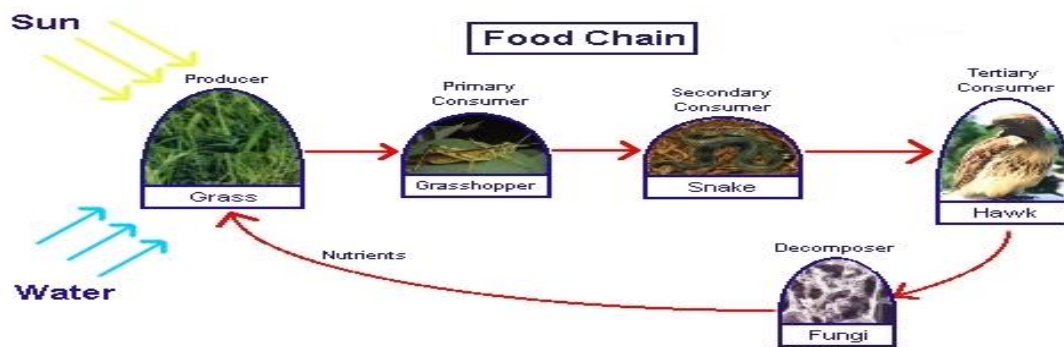 Sun
Food Chain
Producer
Primary
Consumer
Secondary
Consumer
Tertiary
Consumer
Grass
Grasshopper
Snake
Hawk
Water
Nutrients
Decomposer
Fungi